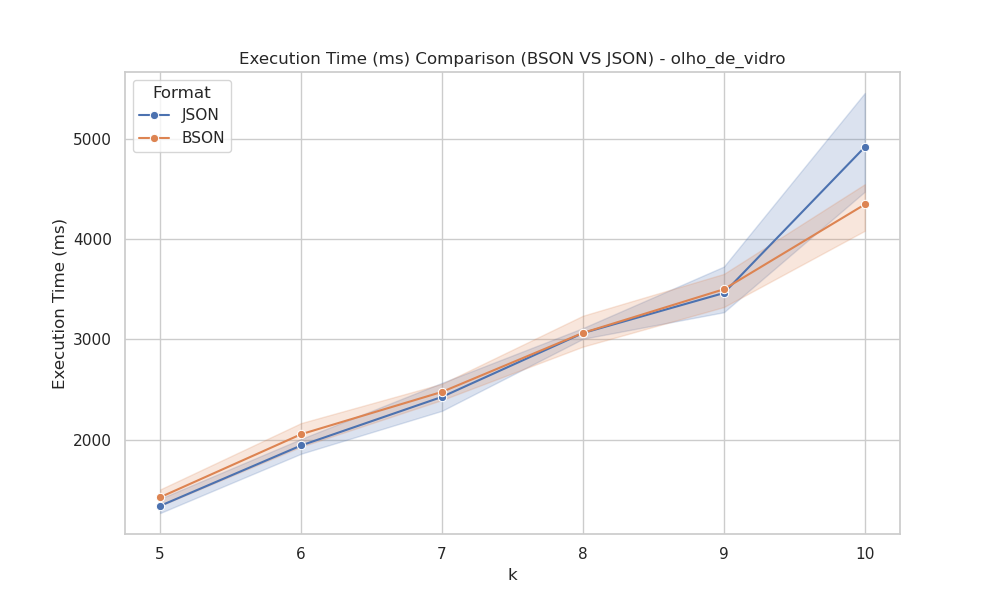 Execution Time (ms) Comparison (BSON VS JSON) - olho_de_vidro
Format
JSON
BSON
Execution Time (ms)
5000
4000
3000
2000
5 6 7 8 9 10
k